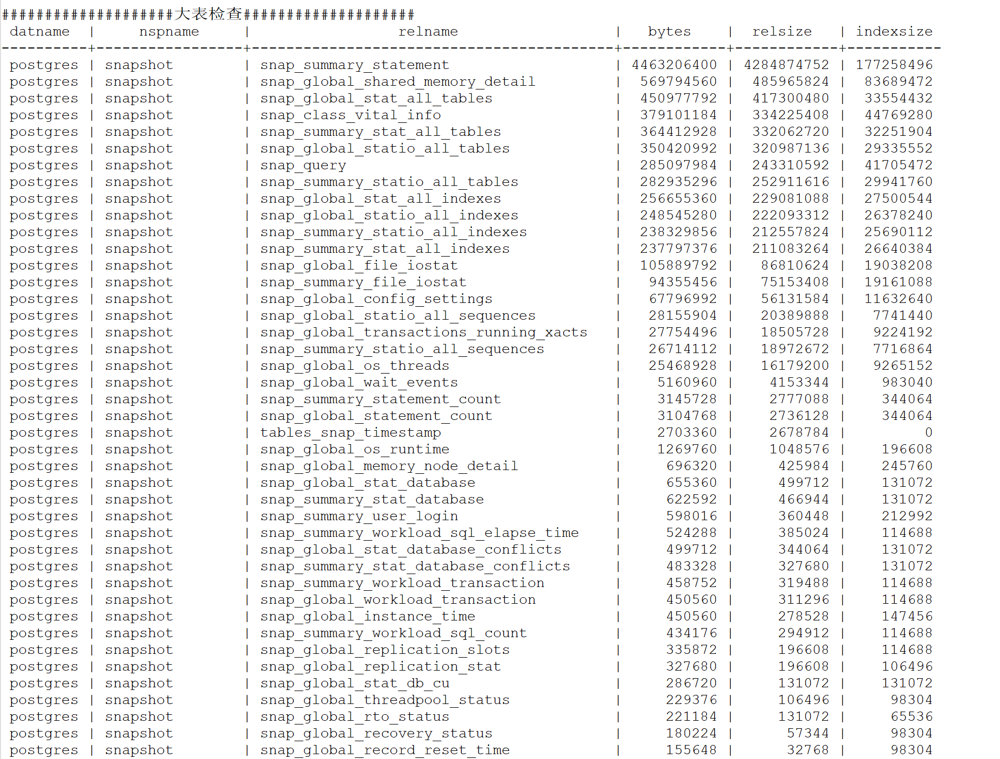 ####################大表检查####################
 datname  |     nspname     |                 relname                  |   bytes    |  relsize   | indexsize
----------+-----------------+------------------------------------------+------------+------------+-----------
 postgres | snapshot        | snap_summary_statement                   | 4463206400 | 4284874752 | 177258496
 postgres | snapshot        | snap_global_shared_memory_detail         |  569794560 |  485965824 |  83689472
 postgres | snapshot        | snap_global_stat_all_tables              |  450977792 |  417300480 |  33554432
 postgres | snapshot        | snap_class_vital_info                    |  379101184 |  334225408 |  44769280
 postgres | snapshot        | snap_summary_stat_all_tables             |  364412928 |  332062720 |  32251904
 postgres | snapshot        | snap_global_statio_all_tables            |  350420992 |  320987136 |  29335552
 postgres | snapshot        | snap_query                               |  285097984 |  243310592 |  41705472
 postgres | snapshot        | snap_summary_statio_all_tables           |  282935296 |  252911616 |  29941760
 postgres | snapshot        | snap_global_stat_all_indexes             |  256655360 |  229081088 |  27500544
 postgres | snapshot        | snap_global_statio_all_indexes           |  248545280 |  222093312 |  26378240
 postgres | snapshot        | snap_summary_statio_all_indexes          |  238329856 |  212557824 |  25690112
 postgres | snapshot        | snap_summary_stat_all_indexes            |  237797376 |  211083264 |  26640384
 postgres | snapshot        | snap_global_file_iostat                  |  105889792 |   86810624 |  19038208
 postgres | snapshot        | snap_summary_file_iostat                 |   94355456 |   75153408 |  19161088
 postgres | snapshot        | snap_global_config_settings              |   67796992 |   56131584 |  11632640
 postgres | snapshot        | snap_global_statio_all_sequences         |   28155904 |   20389888 |   7741440
 postgres | snapshot        | snap_global_transactions_running_xacts   |   27754496 |   18505728 |   9224192
 postgres | snapshot        | snap_summary_statio_all_sequences        |   26714112 |   18972672 |   7716864
 postgres | snapshot        | snap_global_os_threads                   |   25468928 |   16179200 |   9265152
 postgres | snapshot        | snap_global_wait_events                  |    5160960 |    4153344 |    983040
 postgres | snapshot        | snap_summary_statement_count             |    3145728 |    2777088 |    344064
 postgres | snapshot        | snap_global_statement_count              |    3104768 |    2736128 |    344064
 postgres | snapshot        | tables_snap_timestamp                    |    2703360 |    2678784 |         0
 postgres | snapshot        | snap_global_os_runtime                   |    1269760 |    1048576 |    196608
 postgres | snapshot        | snap_global_memory_node_detail           |     696320 |     425984 |    245760
 postgres | snapshot        | snap_global_stat_database                |     655360 |     499712 |    131072
 postgres | snapshot        | snap_summary_stat_database               |     622592 |     466944 |    131072
 postgres | snapshot        | snap_summary_user_login                  |     598016 |     360448 |    212992
 postgres | snapshot        | snap_summary_workload_sql_elapse_time    |     524288 |     385024 |    114688
 postgres | snapshot        | snap_global_stat_database_conflicts      |     499712 |     344064 |    131072
 postgres | snapshot        | snap_summary_stat_database_conflicts     |     483328 |     327680 |    131072
 postgres | snapshot        | snap_summary_workload_transaction        |     458752 |     319488 |    114688
 postgres | snapshot        | snap_global_workload_transaction         |     450560 |     311296 |    114688
 postgres | snapshot        | snap_global_instance_time                |     450560 |     278528 |    147456
 postgres | snapshot        | snap_summary_workload_sql_count          |     434176 |     294912 |    114688
 postgres | snapshot        | snap_global_replication_slots            |     335872 |     196608 |    114688
 postgres | snapshot        | snap_global_replication_stat             |     327680 |     196608 |    106496
 postgres | snapshot        | snap_global_stat_db_cu                   |     286720 |     131072 |    131072
 postgres | snapshot        | snap_global_threadpool_status            |     229376 |     106496 |     98304
 postgres | snapshot        | snap_global_rto_status                   |     221184 |     131072 |     65536
 postgres | snapshot        | snap_global_recovery_status              |     180224 |      57344 |     98304
 postgres | snapshot        | snap_global_record_reset_time            |     155648 |      32768 |     98304